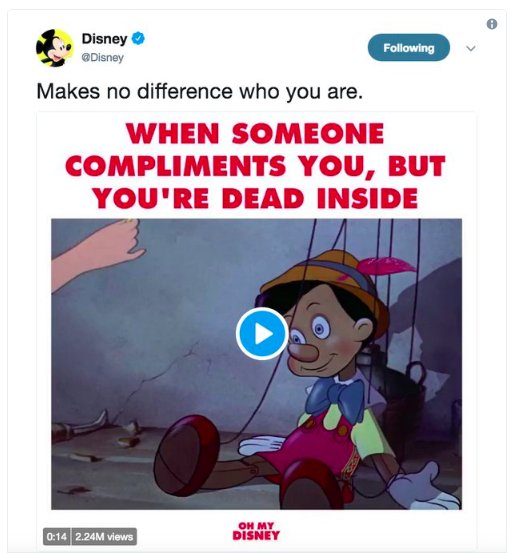 Disney
@Disney
Following
Makes no difference who you are.
WHEN SOMEONE
COMPLIMENTS YOU, BUT
YOU'RE DEAD INSIDE
0:14 2.24M views
OH MY
DISNEY